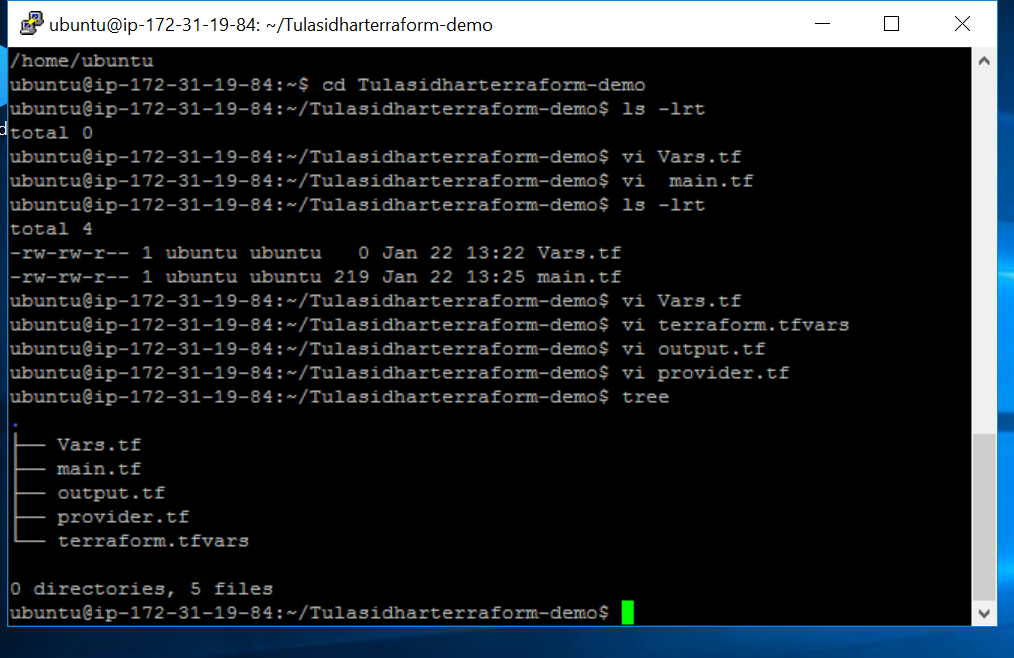 ubuntu@ip-172-31-19-84: ~/Tulasidharterraform-demo
/home/ubuntu
ubuntu@ip-172-31-19-84:~$ cd Tulasidharterraform-demo
ubuntu@ip-172-31-19-84:~/Tulasidharterraform-demo$ ls -lrt
total 0
ubuntu@ip-172-31-19-84:~/Tulasidharterraform-demo$ vi Vars.tf
ubuntu@ip-172-31-19-84:~/Tulasidharterraform-demo$ vi  main.tf
ubuntu@ip-172-31-19-84:~/Tulasidharterraform-demo$ ls -lrt
total 4
-rw-rw-r-- 1 ubuntu ubuntu   0 Jan 22 13:22 Vars.tf
-rw-rw-r-- 1 ubuntu ubuntu 219 Jan 22 13:25 main.tf
ubuntu@ip-172-31-19-84:~/Tulasidharterraform-demo$ vi Vars.tf
ubuntu@ip-172-31-19-84:~/Tulasidharterraform-demo$ vi terraform.tfvars
ubuntu@ip-172-31-19-84:~/Tulasidharterraform-demo$ vi output.tf
ubuntu@ip-172-31-19-84:~/Tulasidharterraform-demo$ vi provider.tf
ubuntu@ip-172-31-19-84:~/Tulasidharterraform-demo$ tree
.
├── Vars.tf
├── main.tf
├── output.tf
├── provider.tf
└── terraform.tfvars
0 directories, 5 files
ubuntu@ip-172-31-19-84:~/Tulasidharterraform-demo$